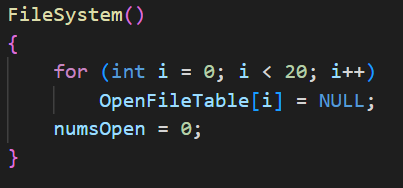 FileSystem()
{
    for (int i = 0; i < 20; i++)
        OpenFileTable[i] = NULL;
    numsOpen = 0;
}